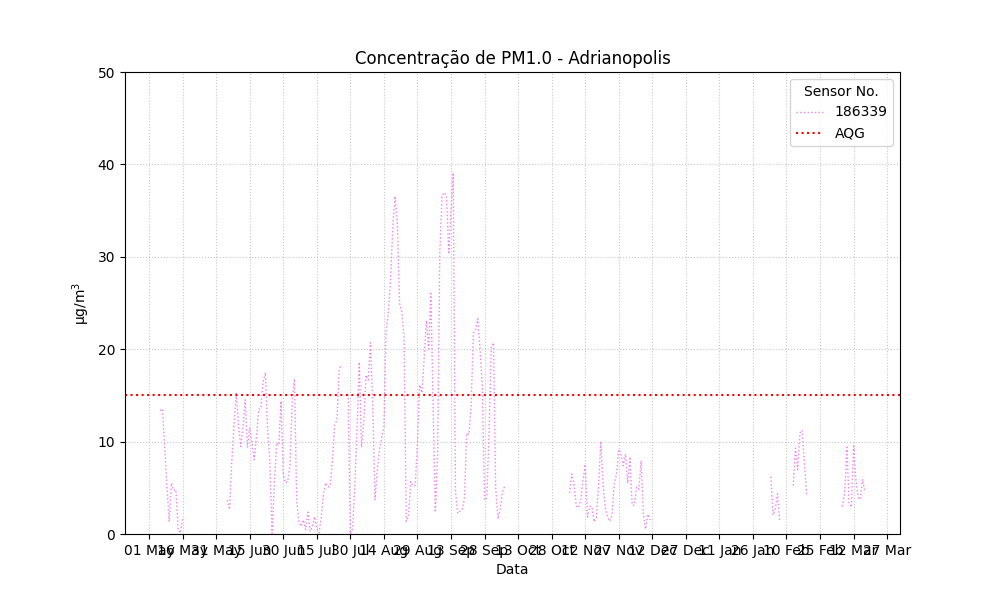 Concentração de PM1.0 - Adrianopolis
Sensor No.
186339
AQG
50
40
30
20
10
0
µg/m³
01 May 16 May 31 May 15 Jun 30 Jun 15 Jul 30 Jul 14 Aug 29 Aug 13 Sep 28 Sep 13 Oct 28 Oct 12 Nov 27 Nov 12 Dec 27 Dec 11 Jan 26 Jan 10 Feb 25 Feb 12 Mar 27 Mar
Data